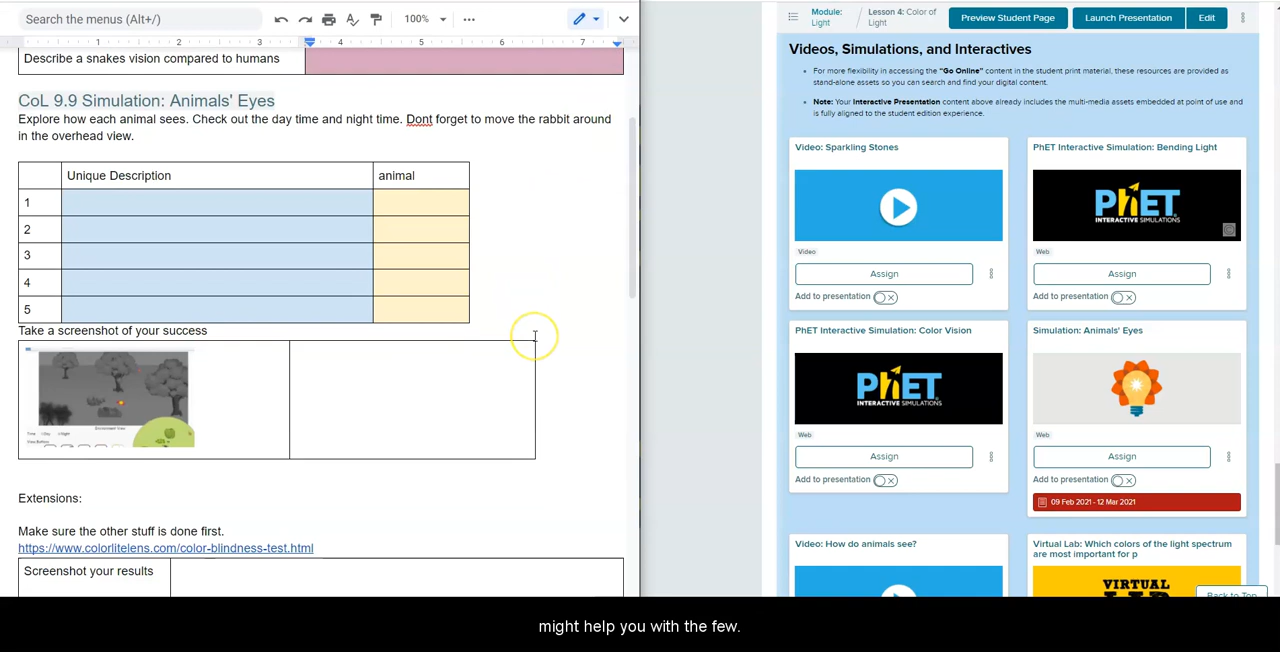 Search the menus (Alt+/)
100%
1 2 3 4 5 6 7
Describe a snakes vision compared to humans
CoL 9.9 Simulation: Animals' Eyes
Explore how each animal sees. Check out the day time and night time. Dont forget to move the rabbit around
in the overhead view.
Unique Description animal
1
2
3
4
5
Take a screenshot of your success
Extensions:
Make sure the other stuff is done first.
https://www.colorlitelens.com/color-blindness-test.html
Screenshot your results
Module:
Light
Lesson 4: Color of
Light
Preview Student Page
Launch Presentation
Edit
Videos, Simulations, and Interactives
For more flexibility in accessing the "Go Online" content in the student print material, these resources are provided as
stand-alone assets so you can search and find your digital content.
Note: Your Interactive Presentation content above already includes the multi-media assets embedded at point of use and
is fully aligned to the student edition experience.
Video: Sparkling Stones
Video
Assign
Add to presentation
PhET Interactive Simulation: Bending Light
PhET
INTERACTIVE SIMULATIONS
Web
Assign
Add to presentation
PhET Interactive Simulation: Color Vision
PhET
INTERACTIVE SIMULATIONS
Web
Assign
Add to presentation
Simulation: Animals' Eyes
Web
Assign
Add to presentation
09 Feb 2021 - 12 Mar 2021
Video: How do animals see?
Virtual Lab: Which colors of the light spectrum
are most important for p
VIRTUAL
Back to Top
might help you with the few.